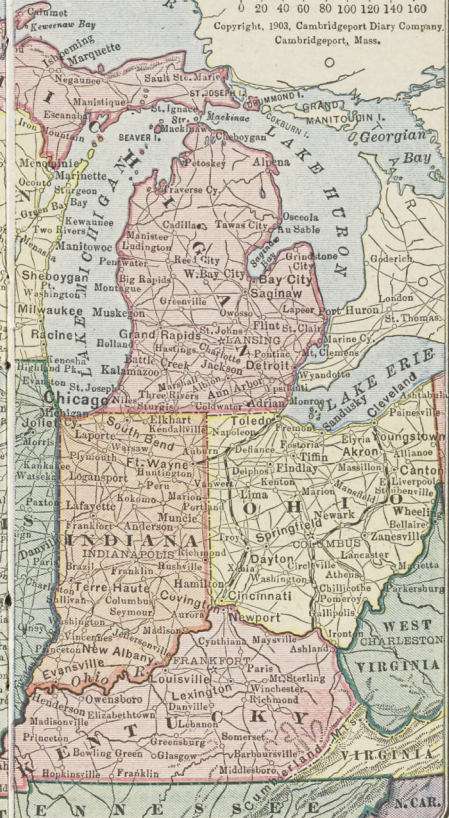 0 20 40 60 80 100 120 140 160
Copyright, 1903, Cambridgeport Diary Company,
Cambridgeport, Mass.
Calumet
Keweenaw Bay
Ishpeming
Marquette
Negaunee
Sault Ste. Marie
Manistique
ST. JOSEPH I.
DRUMMOND I.
GRAND
MANITOULIN I.
Escanaba
St. Ignace
Str. of Mackinac
COCKBURN I.
Iron Mountain
BEAVER I.
Mackinaw
Cheboygan
Georgian
Bay
Menominie
Marinette
Petoskey
Alpena
LAKE HURON
LAKE MICHIGAN
MICHIGAN
Oconto
Sturgeon
Bay
Green Bay
Traverse Cy.
Kewaunee
Two Rivers
Cadillac
Tawas City
Osceola
Au Sable
Manitowoc
Manistee
Ludington
Reed City
Saginaw
Bay
Grindstone
City
Goderich
Pentwater
W. Bay City
Bay City
Sheboygan
Big Rapids
Saginaw
Pt.
Washington
Greenville
London
Milwaukee
Muskegon
Owosso
Lapeer
Port Huron
St. Thomas
St. Johns
Flint
St. Clair
Racine
Grand Rapids
LANSING
Marine Cy.
Holland
Hastings
Charlotte
Pontiac
Mt. Clemens
Kenosha
Battle Creek
Jackson
Detroit
Highland Pk.
Kalamazoo
Marshall
Albion
Ann Arbor
Ypsilanti
Wyandotte
LAKE ERIE
Evanston
St. Joseph
Three Rivers
Chicago
Niles
Sturgis
Coldwater
Adrian
Monroe
Sandusky
Cleveland
Ashtabula
Painesville
Joliet
Elkhart
Toledo
Fremont
South Bend
Kendallville
Napoleon
Elyria
Youngstown
Morris
Laporte
Warsaw
Auburn
Defiance
Fostoria
Tiffin
Akron
Alliance
Plymouth
Ft. Wayne
Delphos
Findlay
Massillon
Canton
Watseka
Logansport
Huntington
Peru
Vanwert
Kenton
E. Liverpool
Kokomo
Marion
Lima
Marion
Mansfield
Steubenville
Paxton
Portland
OHIO
Wheeling
Lafayette
Muncie
Newark
Bellaire
Frankfort
Anderson
Springfield
Zanesville
INDIANA
Troy
COLUMBUS
Danville
INDIANAPOLIS
Richmond
Dayton
Lancaster
Paris
Brazil
Franklin
Rushville
Xenia
Circleville
Marietta
Terre Haute
Hamilton
Washington
Athens
Parkersburg
Columbus
Covington
Cincinnati
Chillicothe
Seymour
Pomeroy
Aurora
Gallipolis
Vincennes
Jeffersonville
Madison
Newport
Ironton
WEST
VIRGINIA
CHARLESTON
Princeton
New Albany
Cynthiana
Maysville
Evansville
Ohio
FRANKFORT
Ashland
Louisville
Paris
Mt. Sterling
Henderson
Owensboro
Lexington
Winchester
Danville
Richmond
Madisonville
Elizabethtown
Lebanon
KENTUCKY
Princeton
Greensburg
Somerset
Bowling Green
Glasgow
Barboursville
VIRGINIA
Hopkinsville
Franklin
Middlesboro
Cumberland Mts.
TENNESSEE
N. CAR.